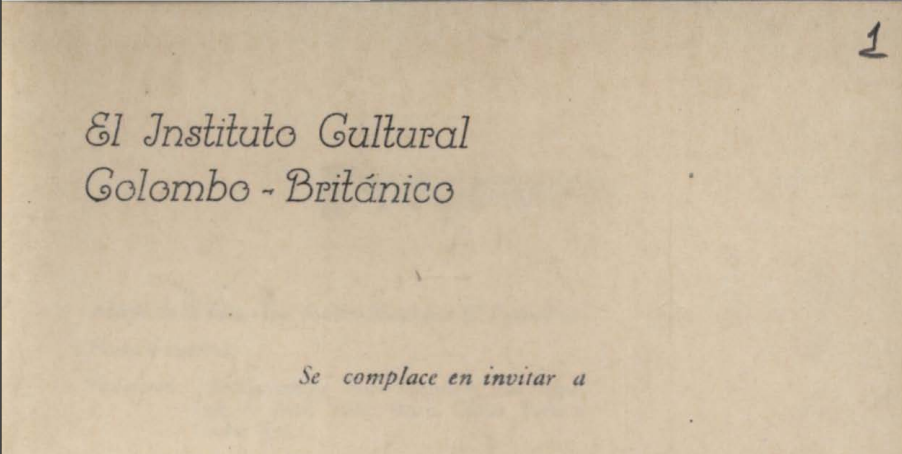 1
El Instituto Cultural
Colombo - Británico
Se complace en invitar a